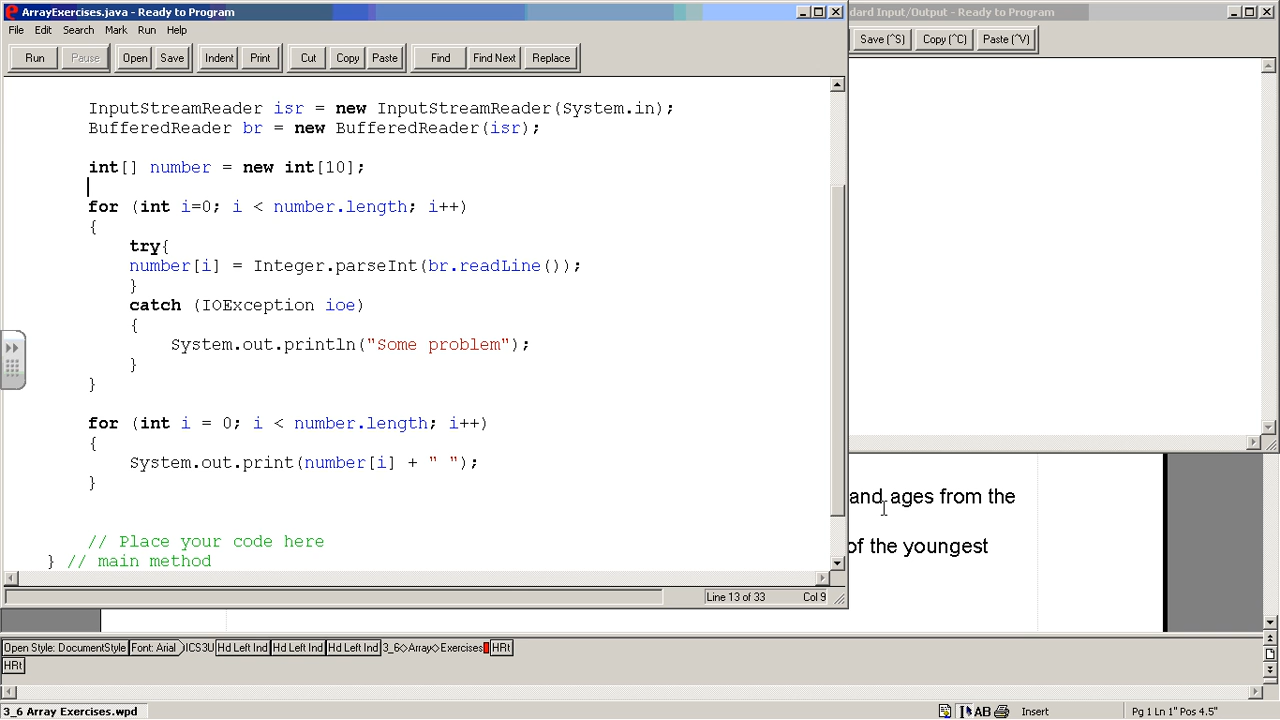 ArrayExercises.java - Ready to Program
dard Input/Output - Ready to Program
File Edit Search Mark Run Help
Run Pause Open Save Indent Print Cut Copy Paste Find Find Next Replace
Save (^S) Copy (^C) Paste (^V)
InputStreamReader isr = new InputStreamReader(System.in);
BufferedReader br = new BufferedReader(isr);
int[] number = new int[10];
for (int i=0; i < number.length; i++)
{
try{
number[i] = Integer.parseInt(br.readLine());
}
catch (IOException ioe)
{
System.out.println("Some problem");
}
}
for (int i = 0; i < number.length; i++)
{
System.out.print(number[i] + " ");
}
// Place your code here
} // main method
Line 13 of 33 Col 9
and ages from the
of the youngest
Open Style: DocumentStyle Font: Arial ICS3U Hd Left Ind Hd Left Ind Hd Left Ind 3_6◇Array◇Exercises HRt
HRt
3_6 Array Exercises.wpd AB Insert Pg 1 Ln 1" Pos 4.5"